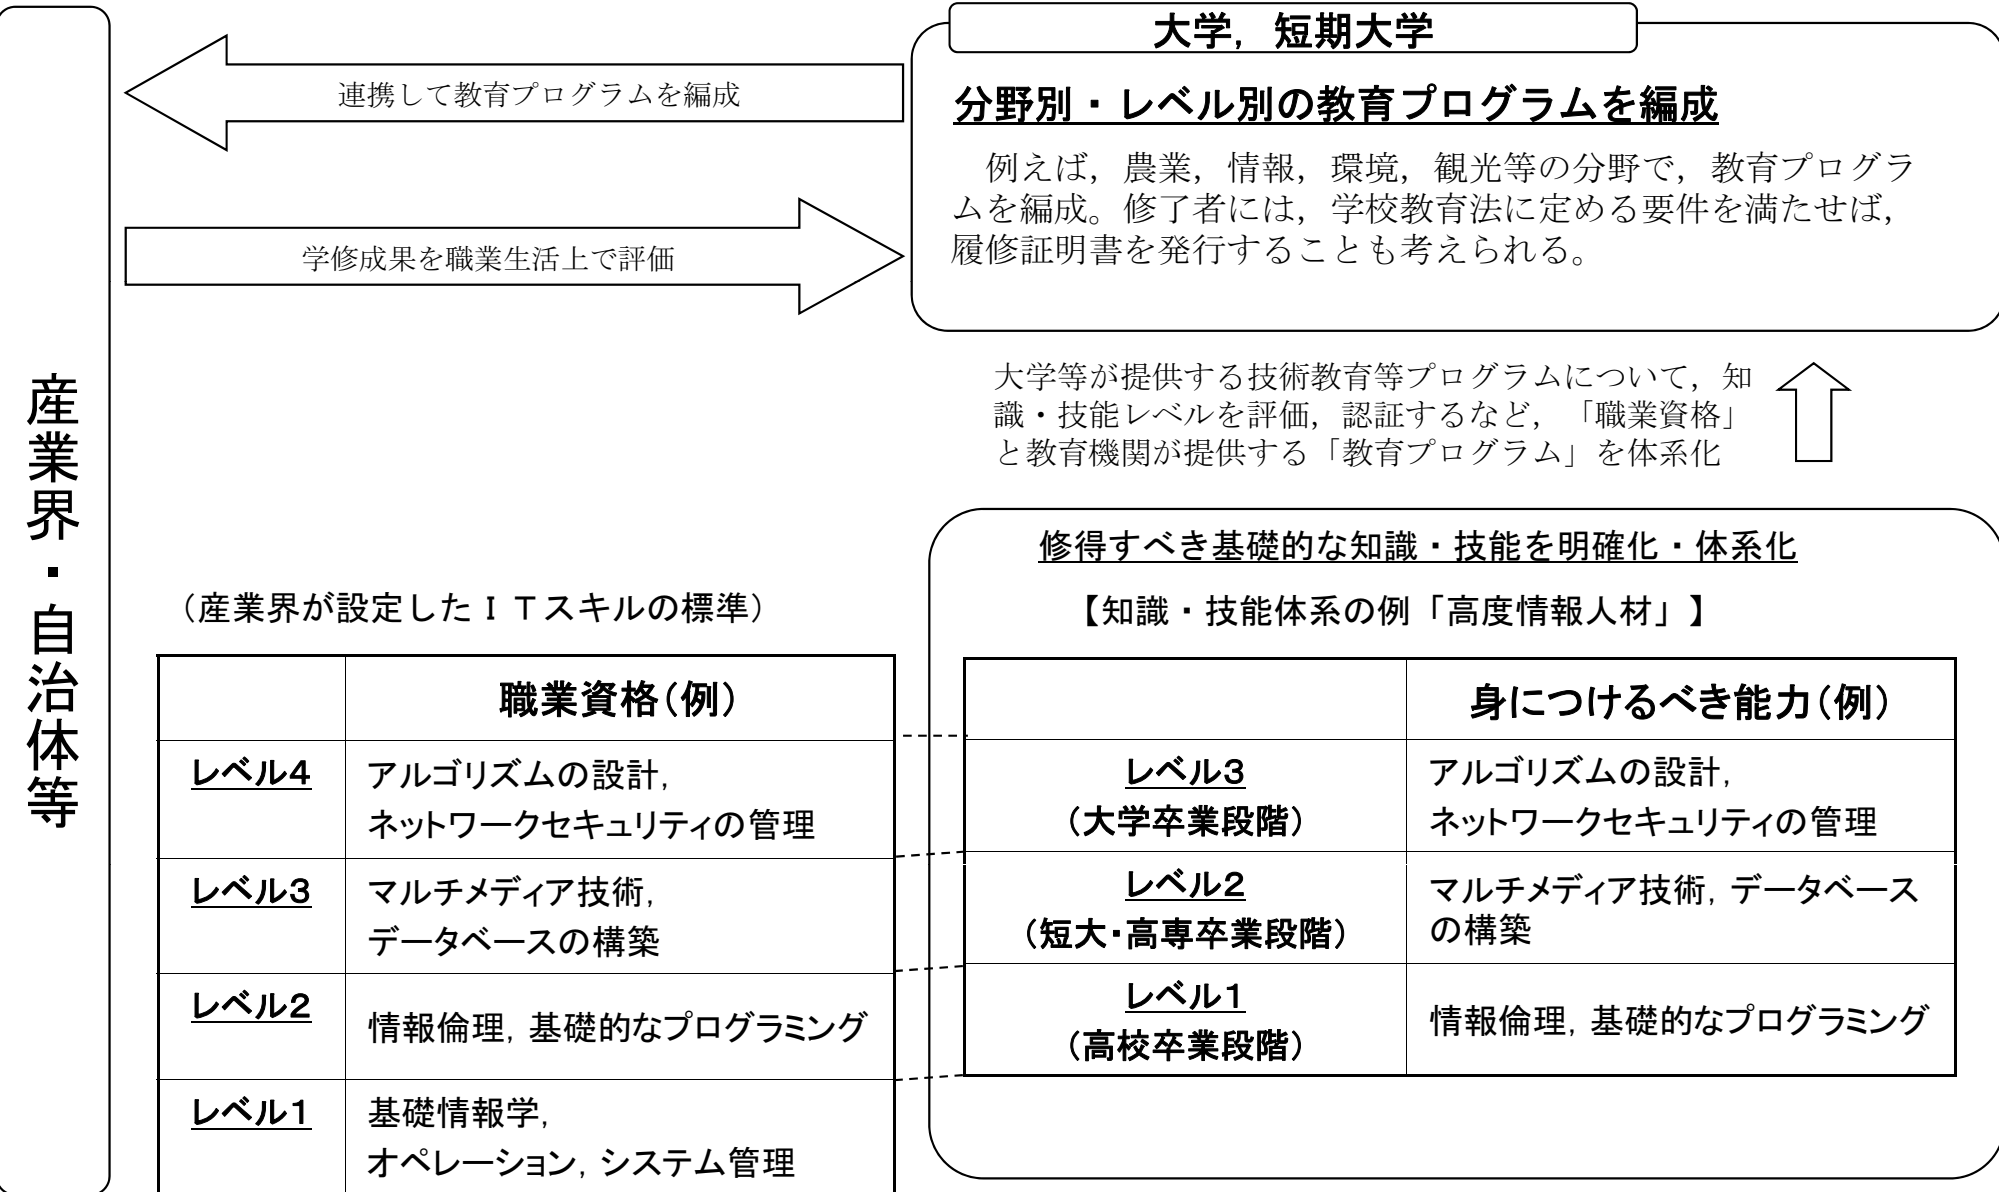 産業界・自治体等
連携して教育プログラムを編成
学修成果を職業生活上で評価
大学，短期大学
分野別・レベル別の教育プログラムを編成
例えば，農業，情報，環境，観光等の分野で，教育プログラ
ムを編成。修了者には，学校教育法に定める要件を満たせば，
履修証明書を発行することも考えられる。
大学等が提供する技術教育等プログラムについて，知
識・技能レベルを評価，認証するなど，「職業資格」
と教育機関が提供する「教育プログラム」を体系化
（産業界が設定したＩＴスキルの標準）
職業資格（例）
レベル４
アルゴリズムの設計，
ネットワークセキュリティの管理
レベル３
マルチメディア技術，
データベースの構築
レベル２
情報倫理，基礎的なプログラミング
レベル１
基礎情報学，
オペレーション，システム管理
修得すべき基礎的な知識・技能を明確化・体系化
【知識・技能体系の例「高度情報人材」】
身につけるべき能力（例）
レベル３
（大学卒業段階）
アルゴリズムの設計，
ネットワークセキュリティの管理
レベル２
（短大・高専卒業段階）
マルチメディア技術，データベース
の構築
レベル１
（高校卒業段階）
情報倫理，基礎的なプログラミング